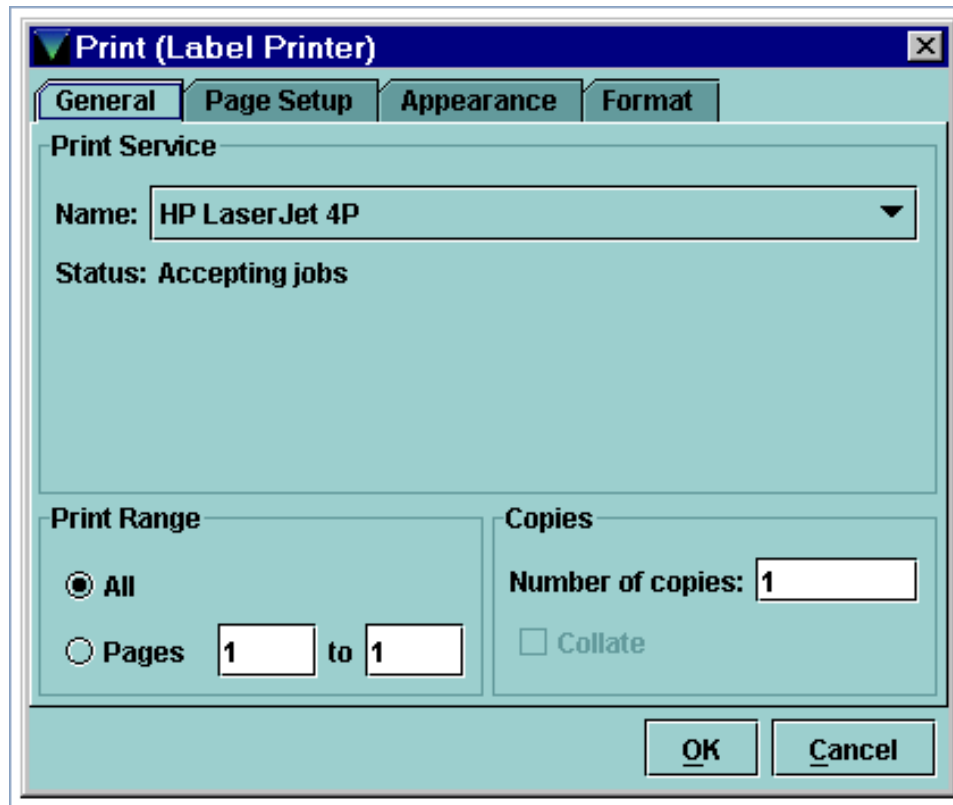 Print (Label Printer)
General Page Setup Appearance Format
Print Service
Name: HP LaserJet 4P
Status: Accepting jobs
Print Range
All
Pages 1 to 1
Copies
Number of copies: 1
Collate
OK Cancel